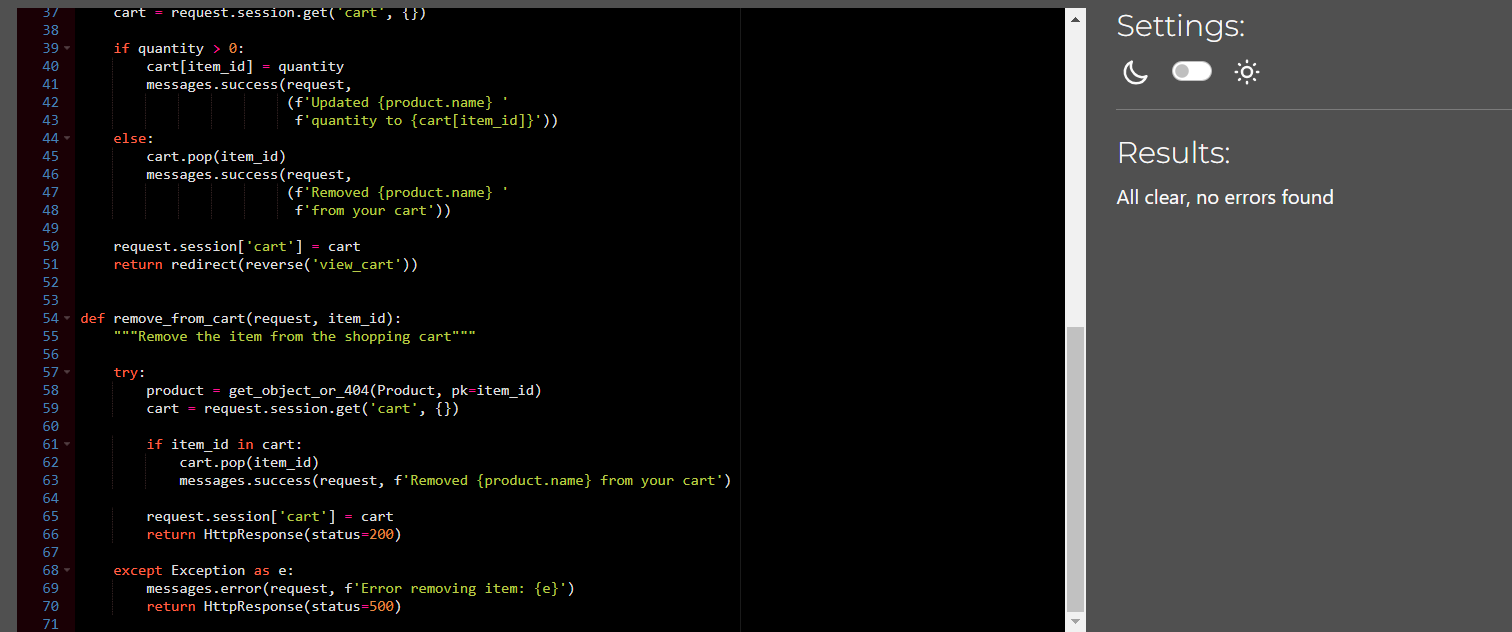 37 cart = request.session.get('cart', {})
38
39 if quantity > 0:
40 cart[item_id] = quantity
41 messages.success(request,
42 (f'Updated {product.name} '
43 f'quantity to {cart[item_id]}'))
44 else:
45 cart.pop(item_id)
46 messages.success(request,
47 (f'Removed {product.name} '
48 f'from your cart'))
49
50 request.session['cart'] = cart
51 return redirect(reverse('view_cart'))
52
53
54 def remove_from_cart(request, item_id):
55 """Remove the item from the shopping cart"""
56
57 try:
58 product = get_object_or_404(Product, pk=item_id)
59 cart = request.session.get('cart', {})
60
61 if item_id in cart:
62 cart.pop(item_id)
63 messages.success(request, f'Removed {product.name} from your cart')
64
65 request.session['cart'] = cart
66 return HttpResponse(status=200)
67
68 except Exception as e:
69 messages.error(request, f'Error removing item: {e}')
70 return HttpResponse(status=500)
71
Settings:
Results:
All clear, no errors found